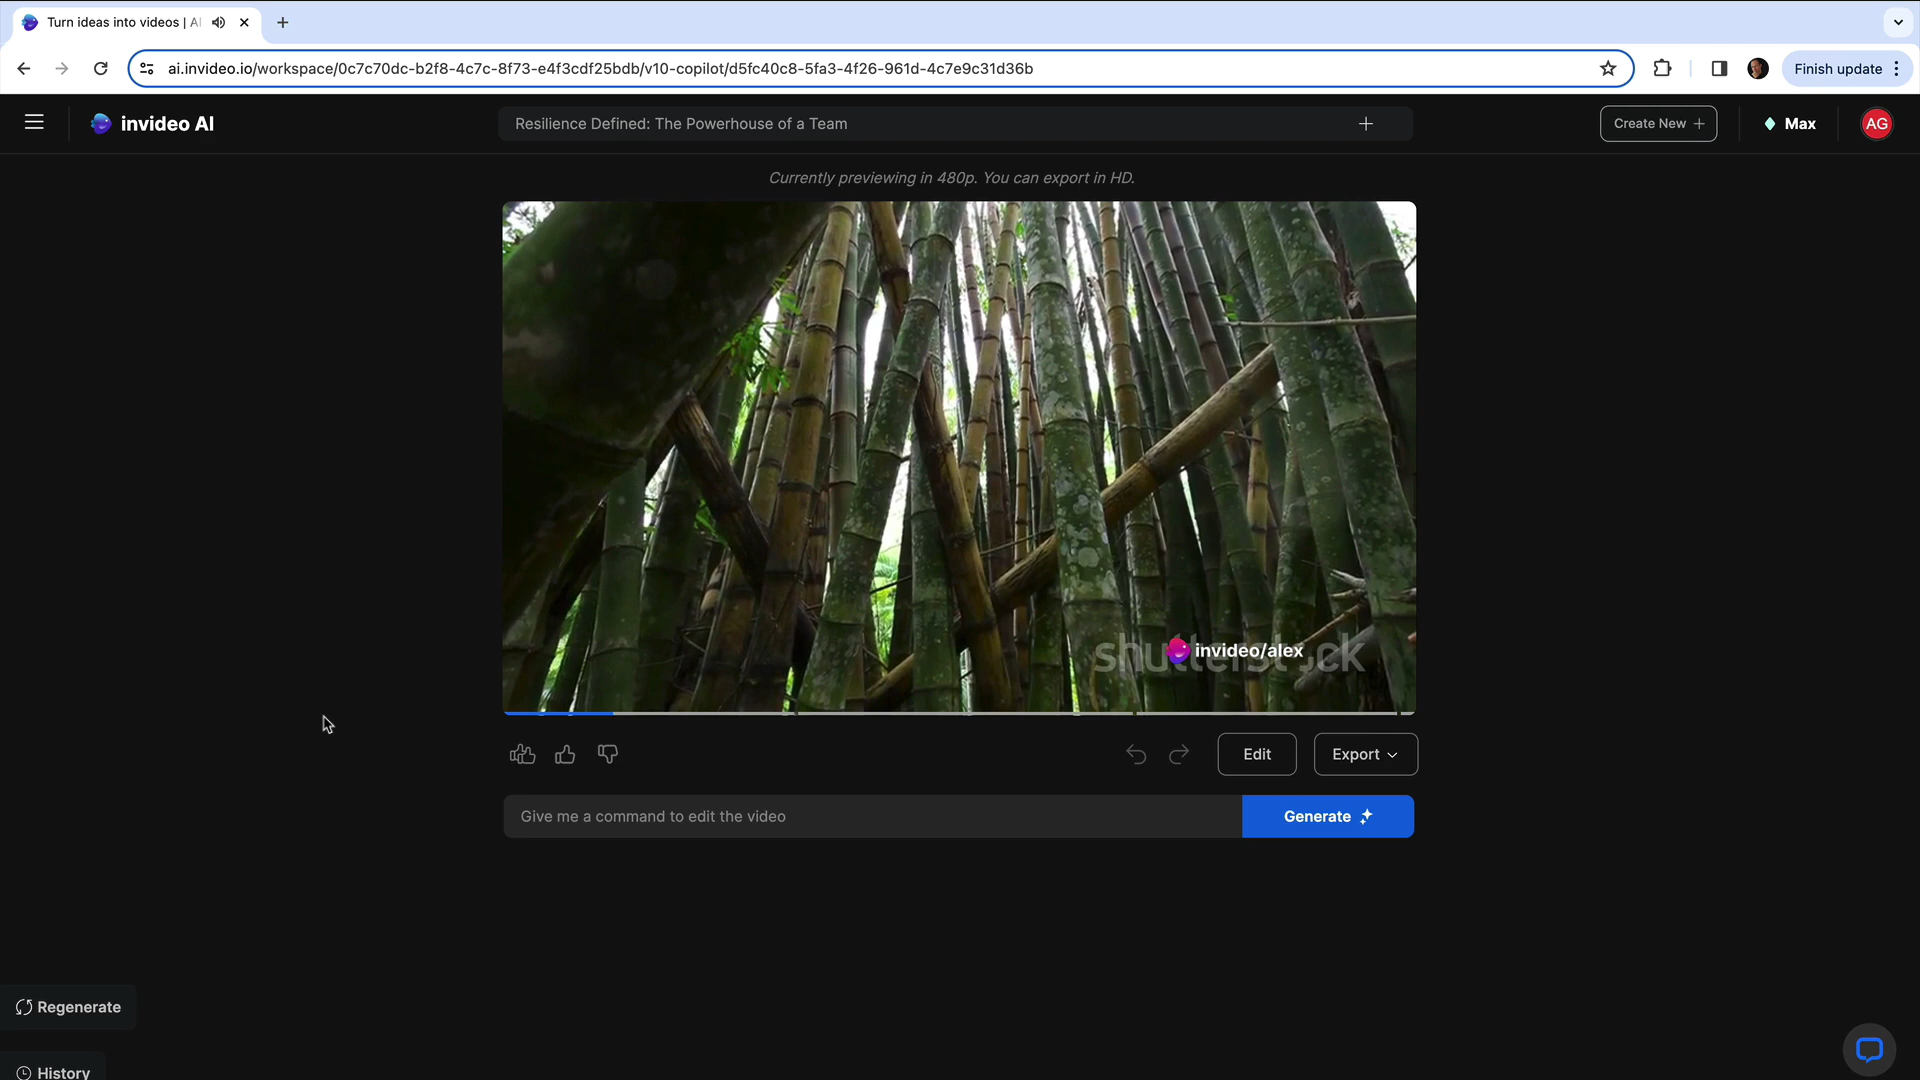 Turn ideas into videos | AI
ai.invideo.io/workspace/0c7c70dc-b2f8-4c7c-8f73-e4f3cdf25bdb/v10-copilot/d5fc40c8-5fa3-4f26-961d-4c7e9c31d36b
Finish update
invideo AI
Resilience Defined: The Powerhouse of a Team
Create New
Max
AG
Currently previewing in 480p. You can export in HD.
shutterstock
invideo/alex
Edit
Export
Give me a command to edit the video
Generate
Regenerate
History